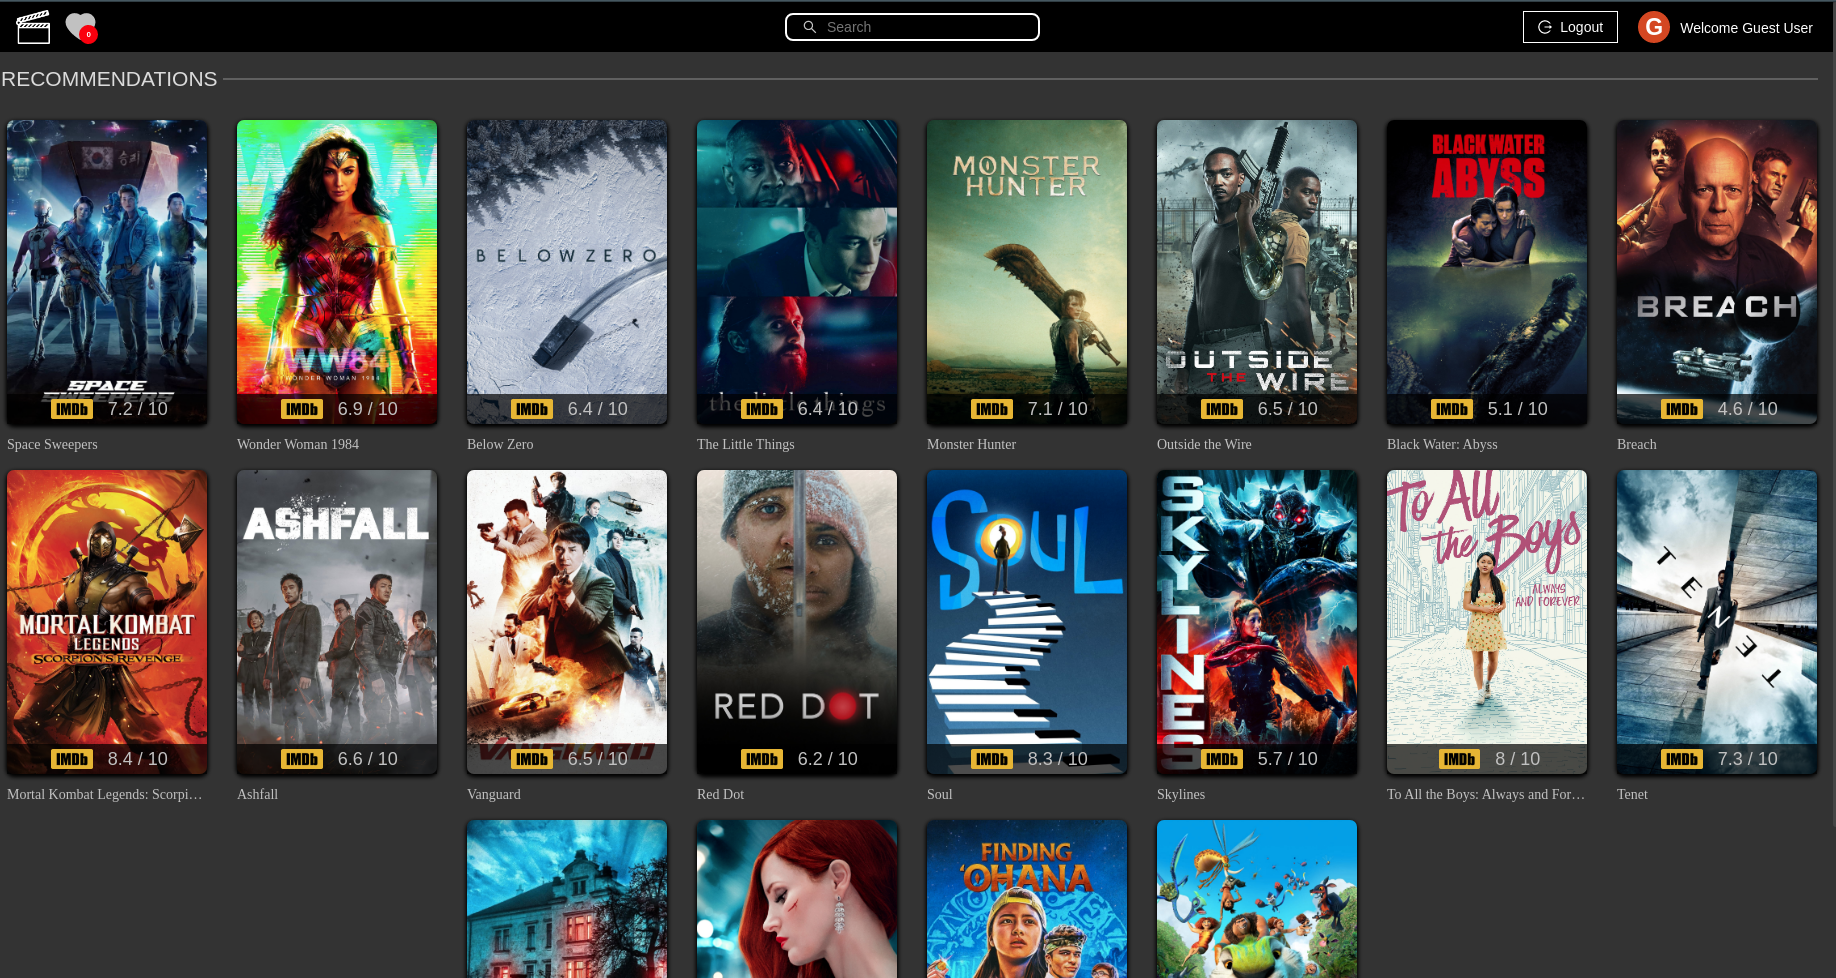 0
Search
Logout
G
Welcome Guest User
RECOMMENDATIONS
승리
SPACE
SWEEPERS
IMDb 7.2 / 10
WW84
WONDER WOMAN 1984
IMDb 6.9 / 10
BELOW ZERO
IMDb 6.4 / 10
the little things
IMDb 6.4 / 10
MONSTER
HUNTER
IMDb 7.1 / 10
OUTSIDE
THE WIRE
IMDb 6.5 / 10
BLACK WATER
ABYSS
IMDb 5.1 / 10
BREACH
IMDb 4.6 / 10
Space Sweepers
Wonder Woman 1984
Below Zero
The Little Things
Monster Hunter
Outside the Wire
Black Water: Abyss
Breach
MORTAL KOMBAT
LEGENDS
SCORPION'S REVENGE
IMDb 8.4 / 10
ASHFALL
IMDb 6.6 / 10
VANGUARD
IMDb 6.5 / 10
RED DOT
IMDb 6.2 / 10
SOUL
IMDb 8.3 / 10
SKYLINES
IMDb 5.7 / 10
To All
the Boys
ALWAYS
AND FOREVER
IMDb 8 / 10
TENET
IMDb 7.3 / 10
Mortal Kombat Legends: Scorpi…
Ashfall
Vanguard
Red Dot
Soul
Skylines
To All the Boys: Always and For…
Tenet
FINDING
'OHANA